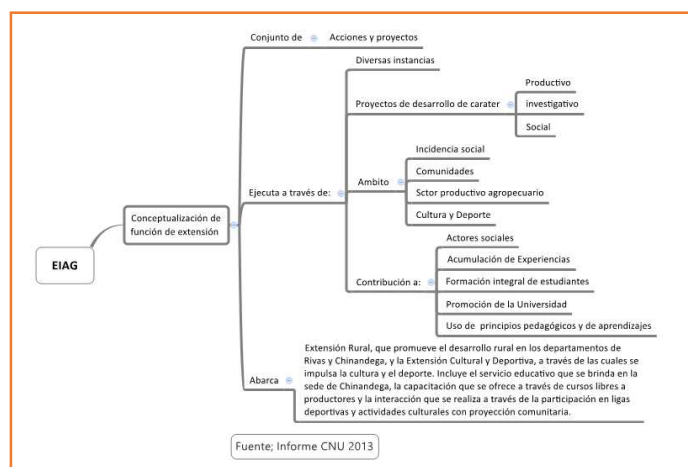 Conjunto de
Acciones y proyectos
Diversas instancias
Productivo
Proyectos de desarrollo de carater
investigativo
Social
Incidencia social
Ambito
Comunidades
Ejecuta a través de:
Sctor productivo agropecuario
Cultura y Deporte
Conceptualización de
función de extensión
EIAG
Actores sociales
Acumulación de Experiencias
Contribución a:
Formación integral de estudiantes
Promoción de la Universidad
Uso de principios pedagógicos y de aprendizajes
Abarca
Extensión Rural, que promueve el desarrollo rural en los departamentos de
Rivas y Chinandega, y la Extensión Cultural y Deportiva, a través de las cuales se
impulsa la cultura y el deporte. Incluye el servicio educativo que se brinda en la
sede de Chinandega, la capacitación que se ofrece a través de cursos libres a
productores y la interacción que se realiza a través de la participación en ligas
deportivas y actividades culturales con proyección comunitaria.
Fuente; Informe CNU 2013